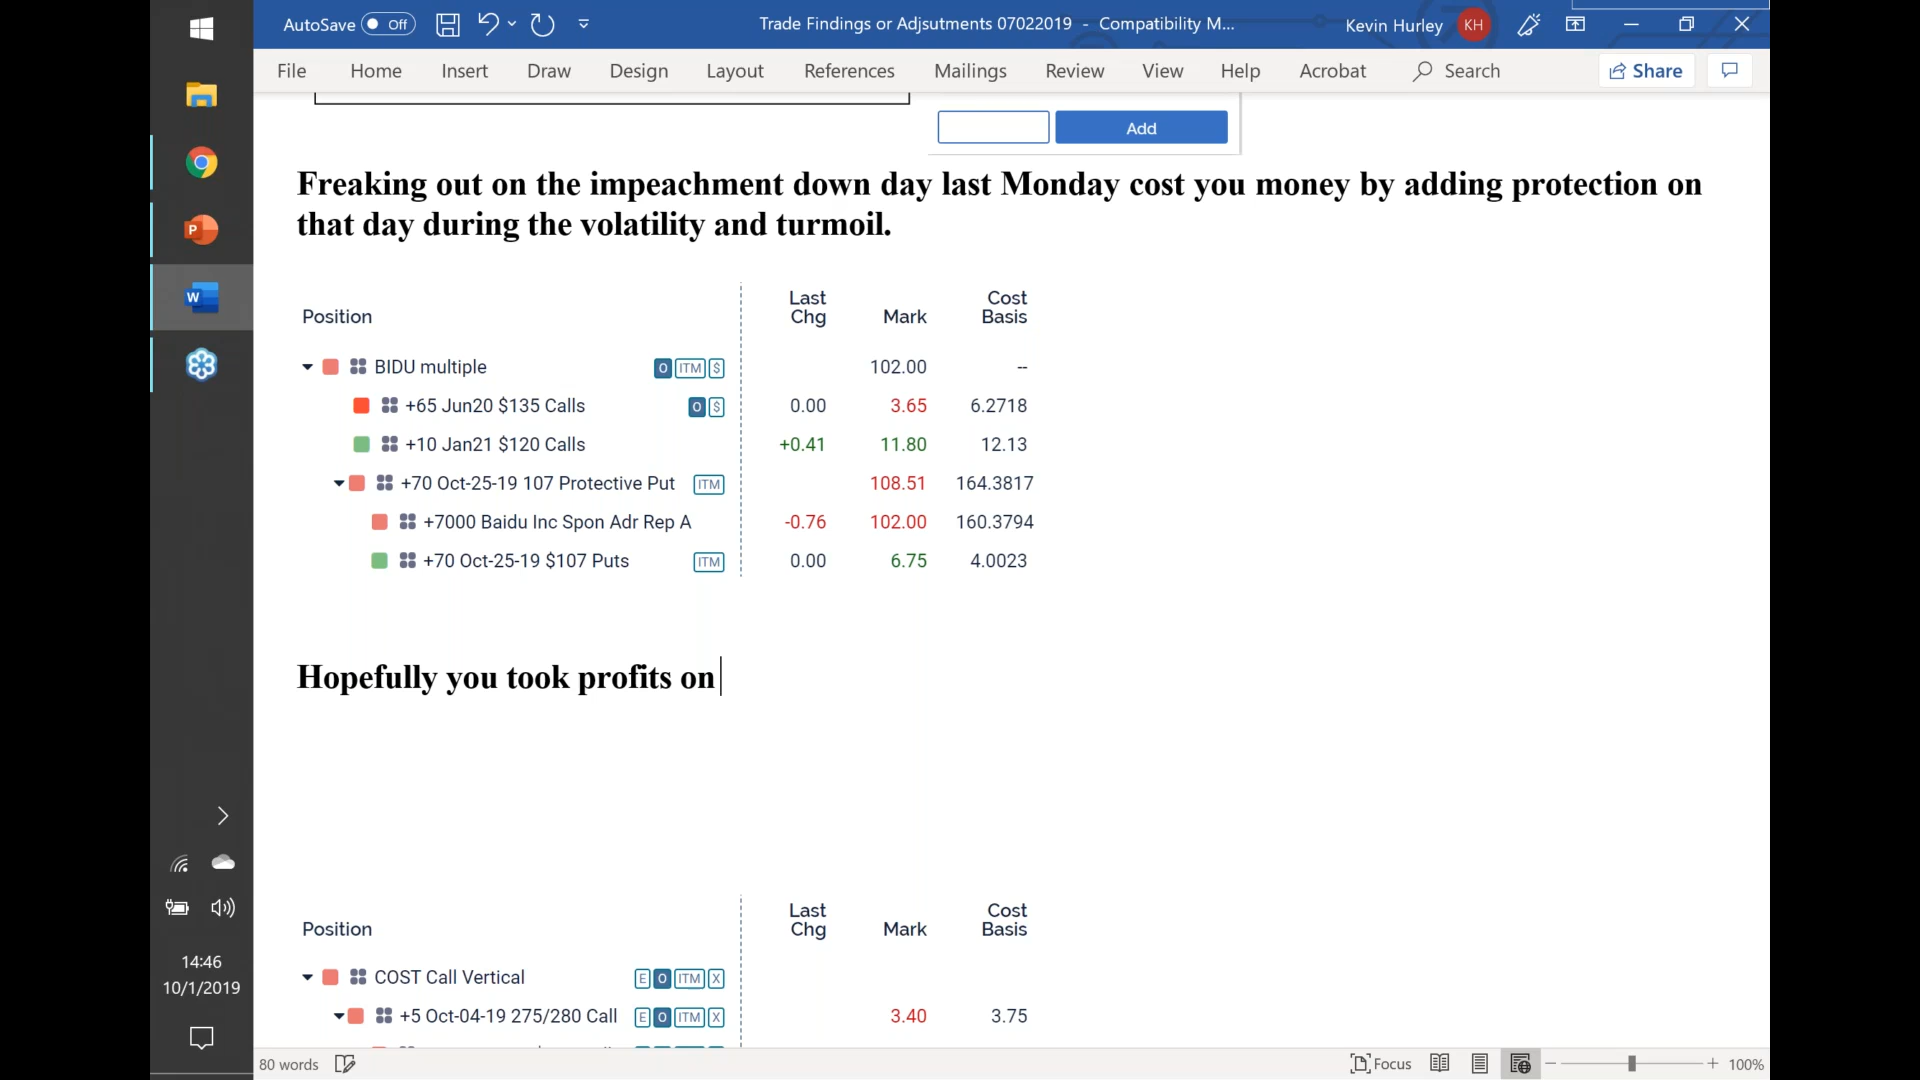 AutoSave Off Trade Findings or Adjsutments 07022019 - Compatibility M... Kevin Hurley KH
File Home Insert Draw Design Layout References Mailings Review View Help Acrobat Search Share
Add
Freaking out on the impeachment down day last Monday cost you money by adding protection on
that day during the volatility and turmoil.
Position Last Chg Mark Cost Basis
BIDU multiple O ITM $ 102.00 --
+65 Jun20 $135 Calls O $ 0.00 3.65 6.2718
+10 Jan21 $120 Calls +0.41 11.80 12.13
+70 Oct-25-19 107 Protective Put ITM 108.51 164.3817
+7000 Baidu Inc Spon Adr Rep A -0.76 102.00 160.3794
+70 Oct-25-19 $107 Puts ITM 0.00 6.75 4.0023
Hopefully you took profits on
Position Last Chg Mark Cost Basis
COST Call Vertical E O ITM X
+5 Oct-04-19 275/280 Call E O ITM X 3.40 3.75
14:46
10/1/2019
80 words Focus 100%